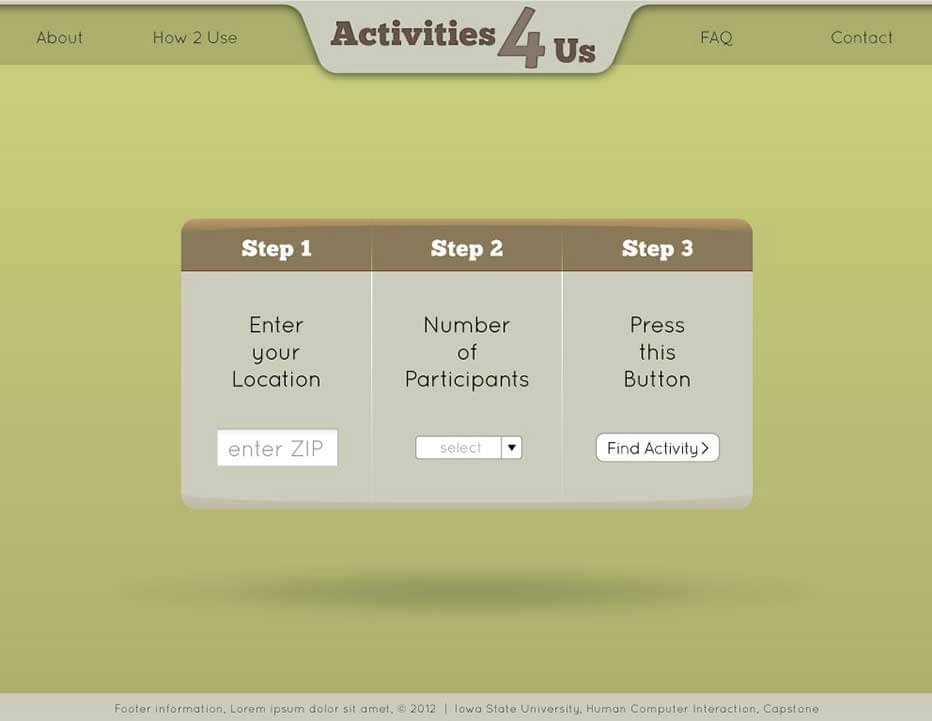 About
How 2 Use
Activities 4 Us
FAQ
Contact
Step 1
Step 2
Step 3
Enter
your
Location
Number
of
Participants
Press
this
Button
enter ZIP
select
Find Activity
Footer information, Lorem ipsum dolor sit amet, © 2012 | Iowa State University, Human Computer Interaction, Capstone